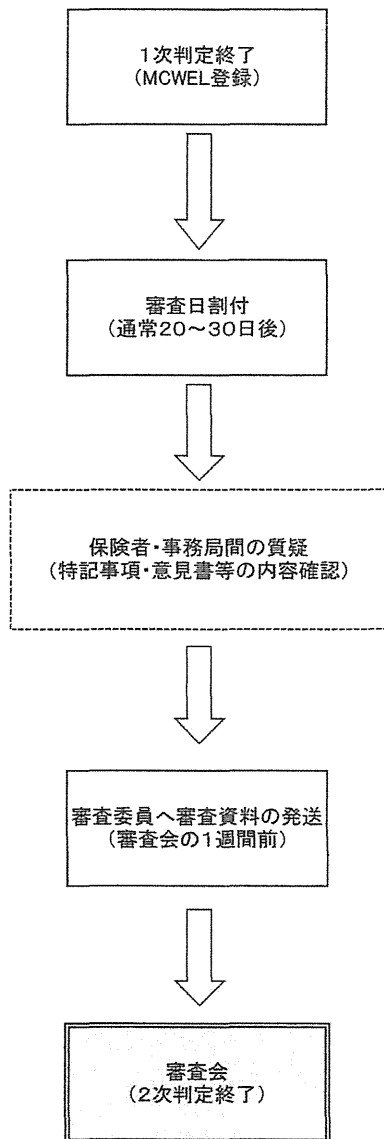 1次判定終了
(MCWEL登録)
審査日割付
(通常20～30日後)
保険者・事務局間の質疑
(特記事項・意見書等の内容確認)
審査委員へ審査資料の発送
(審査会の1週間前)
審査会
(2次判定終了)